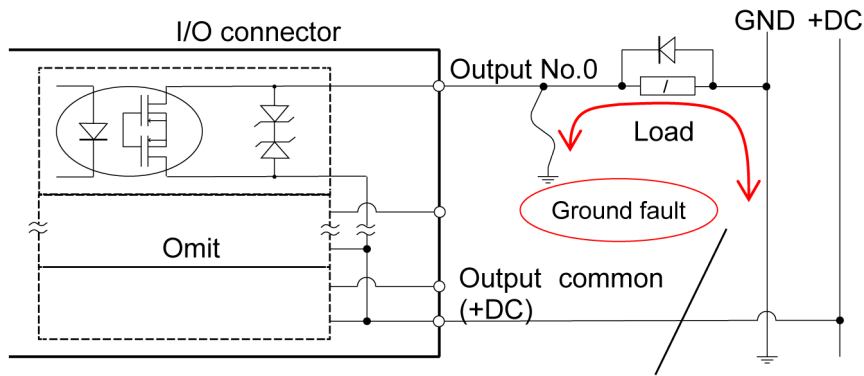 GND +DC
I/O connector
Output No.0
Load
Ground fault
Omit
Output common
(+DC)